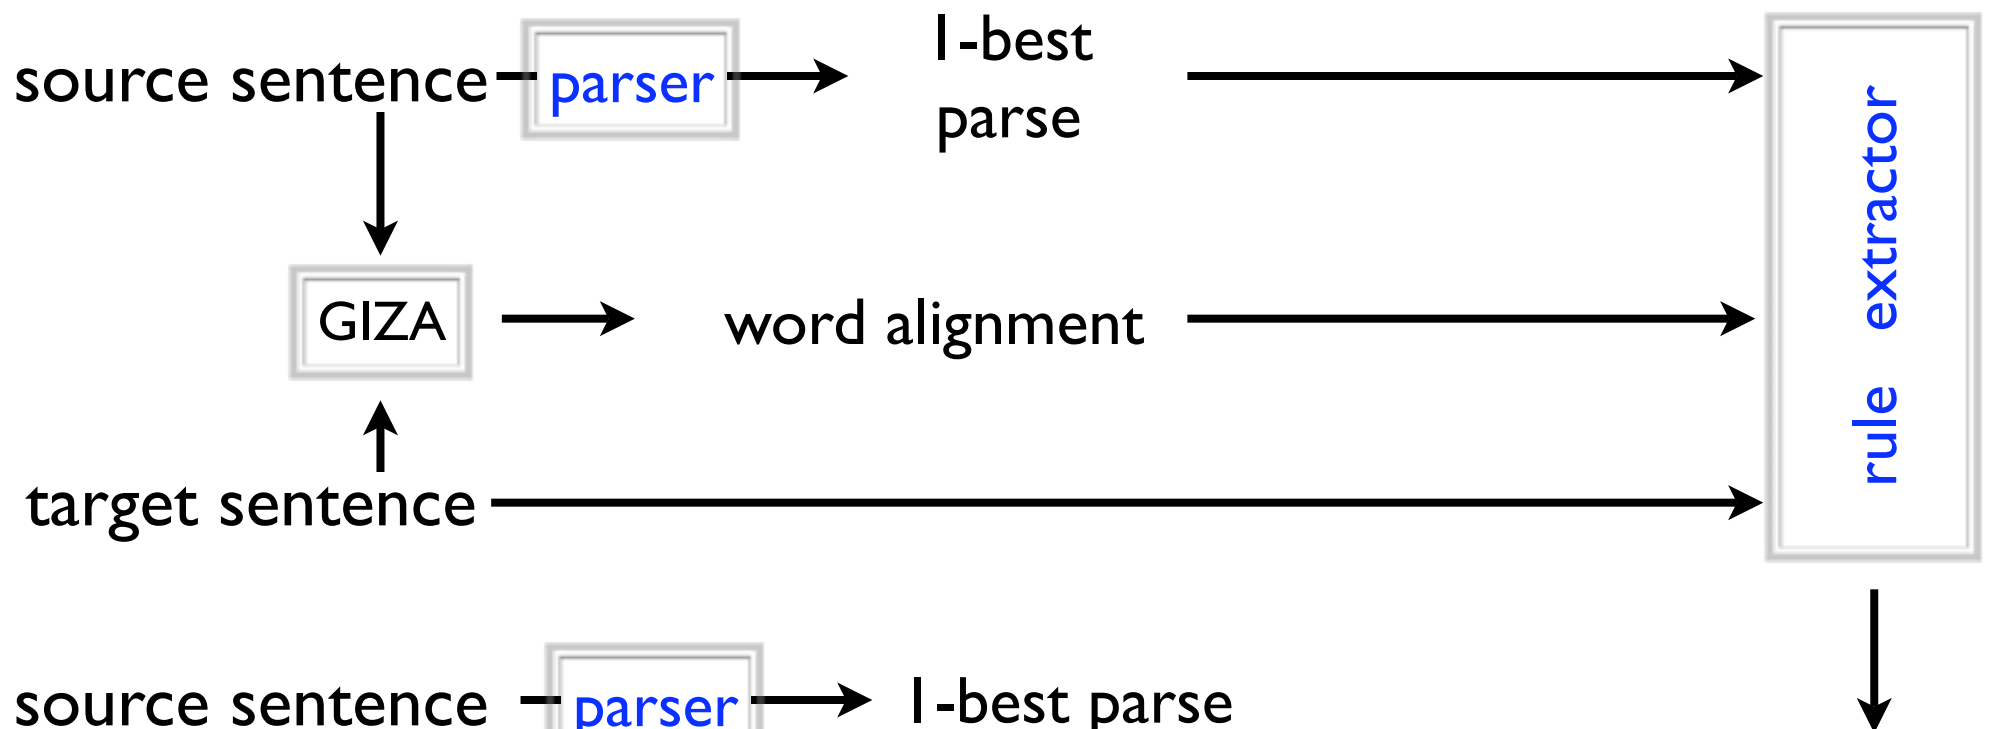 source sentence
parser
1-best
parse
rule extractor
GIZA
word alignment
target sentence
source sentence
parser
1-best parse